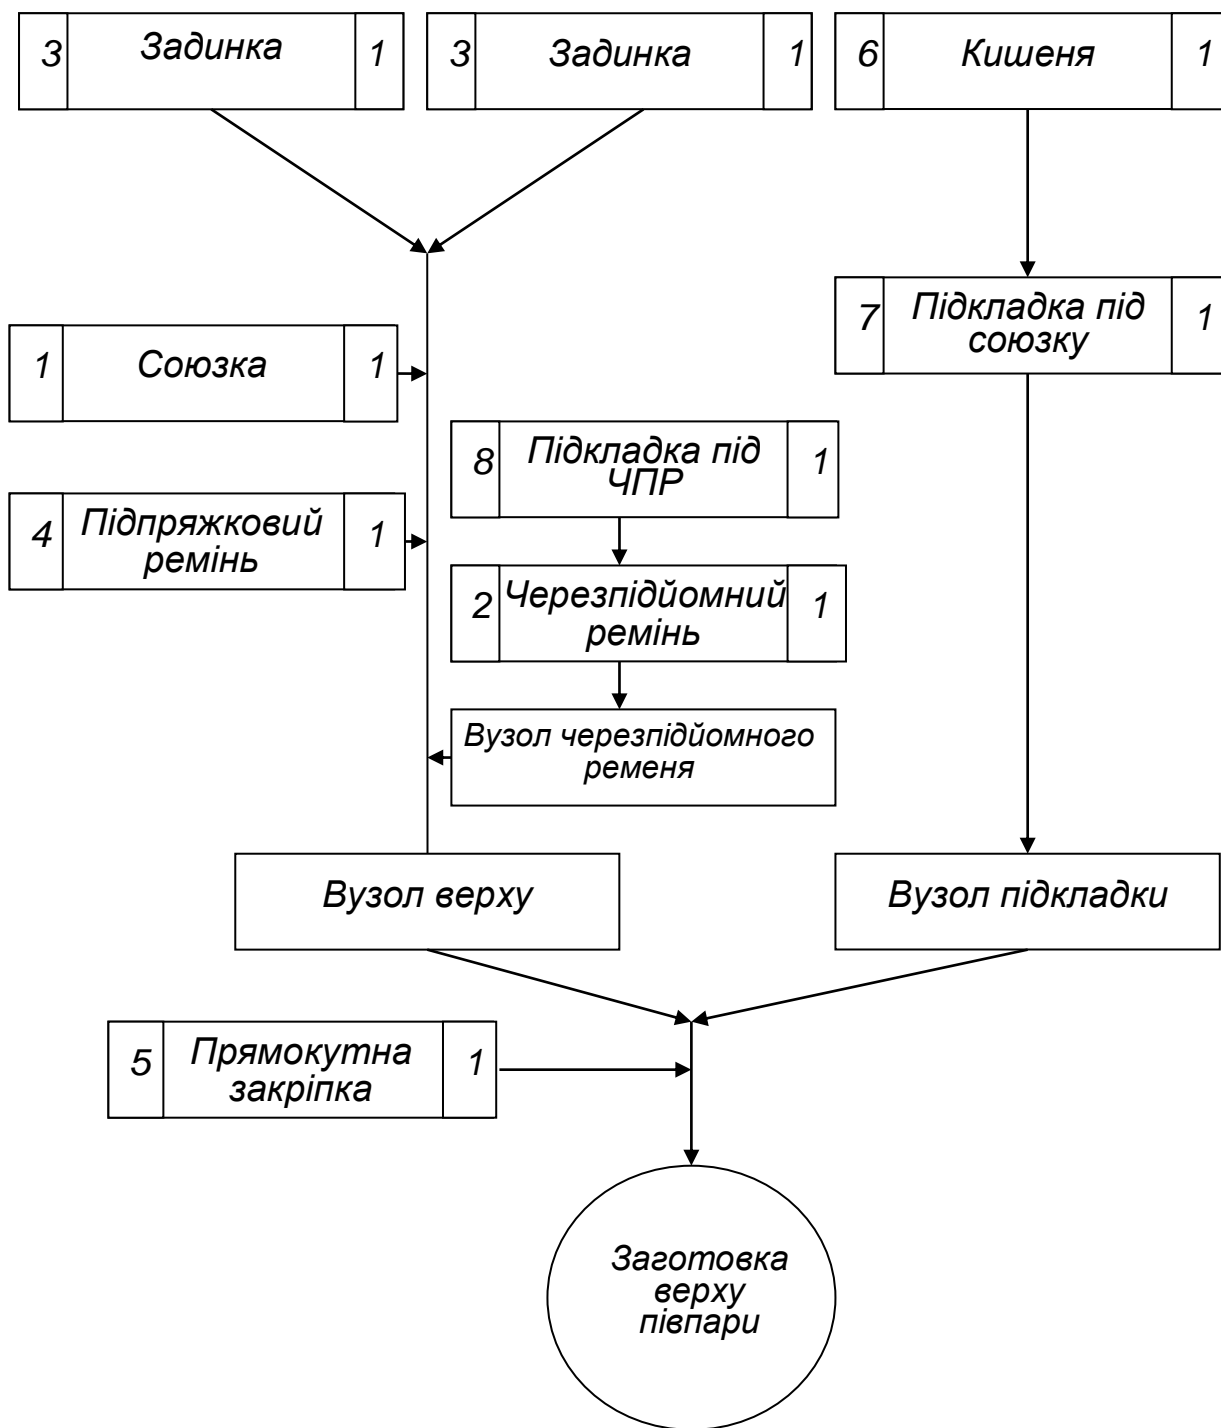 3 Задинка 1
3 Задинка 1
6 Кишеня 1
7 Підкладка під 1
союзку
1 Союзка 1
8 Підкладка під 1
ЧПР
4 Підпряжковий 1
ремінь
2 Черезпідйомний 1
ремінь
Вузол черезпідйомного
ременя
Вузол верху
Вузол підкладки
5 Прямокутна 1
закріпка
Заготовка
верху
півпари